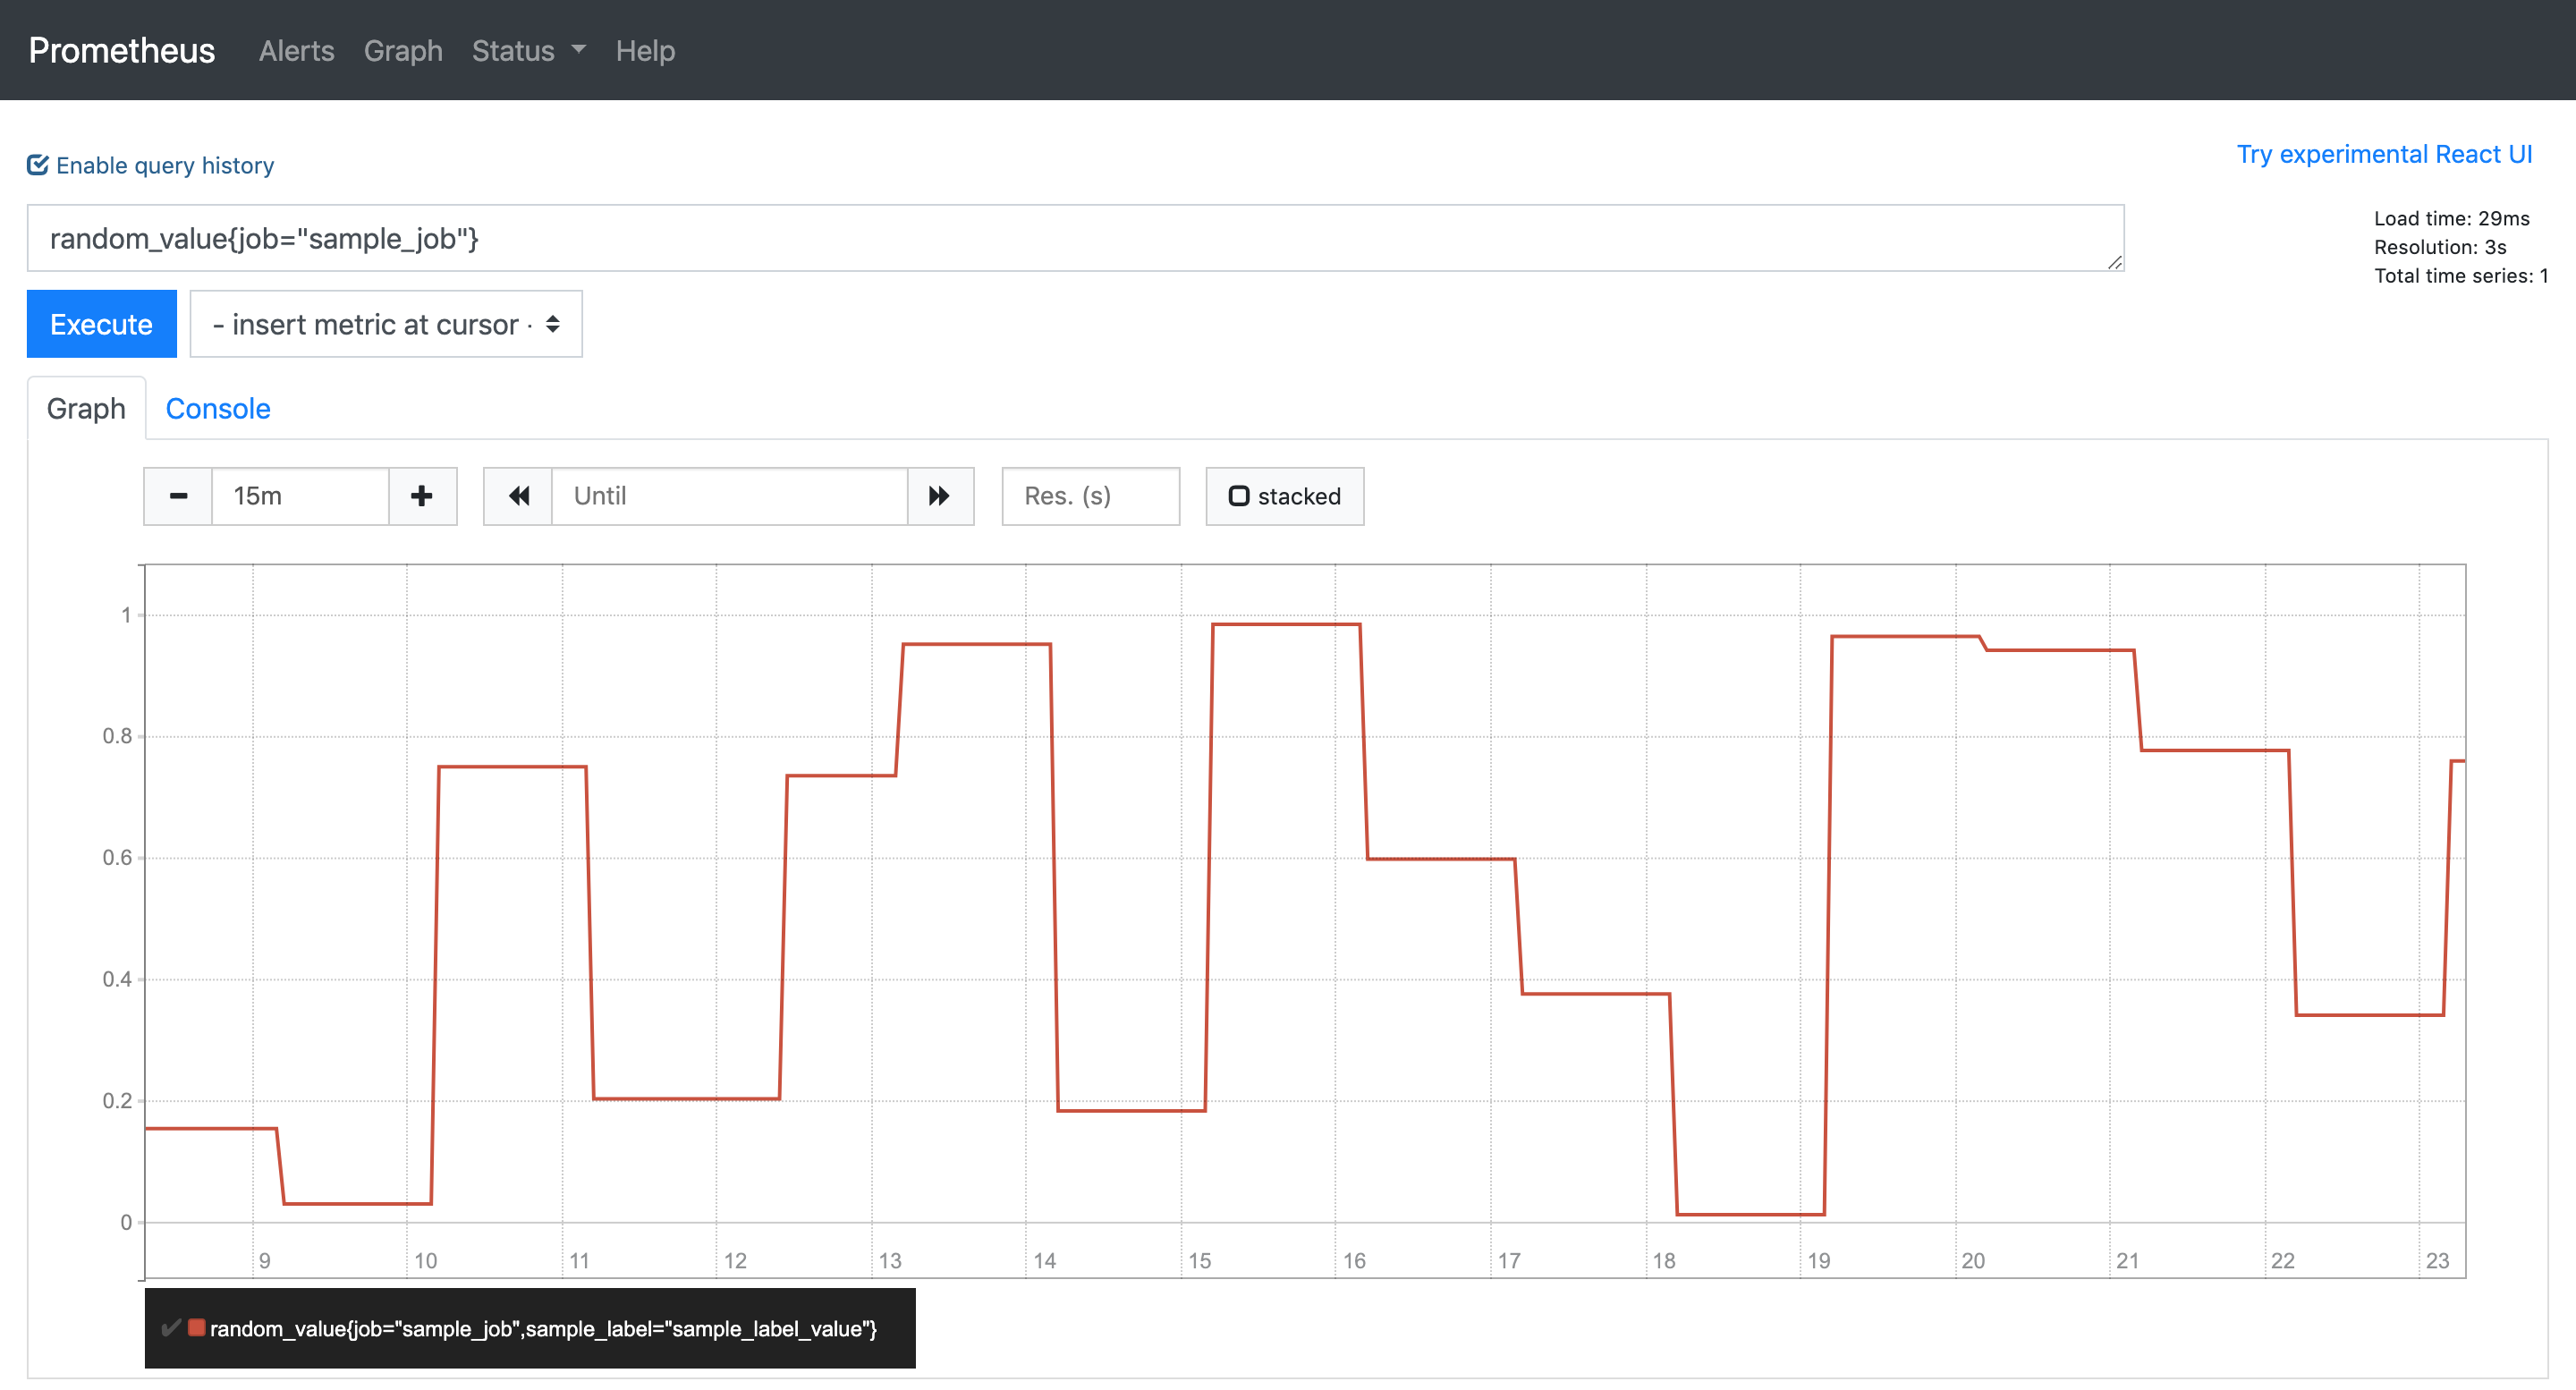 Prometheus Alerts Graph Status Help
Enable query history
Try experimental React UI
random_value{job="sample_job"}
Load time: 29ms
Resolution: 3s
Total time series: 1
Execute
- insert metric at cursor -
Graph Console
15m
Until
Res. (s)
stacked
1
0.8
0.6
0.4
0.2
0
9 10 11 12 13 14 15 16 17 18 19 20 21 22 23
random_value{job="sample_job",sample_label="sample_label_value"}